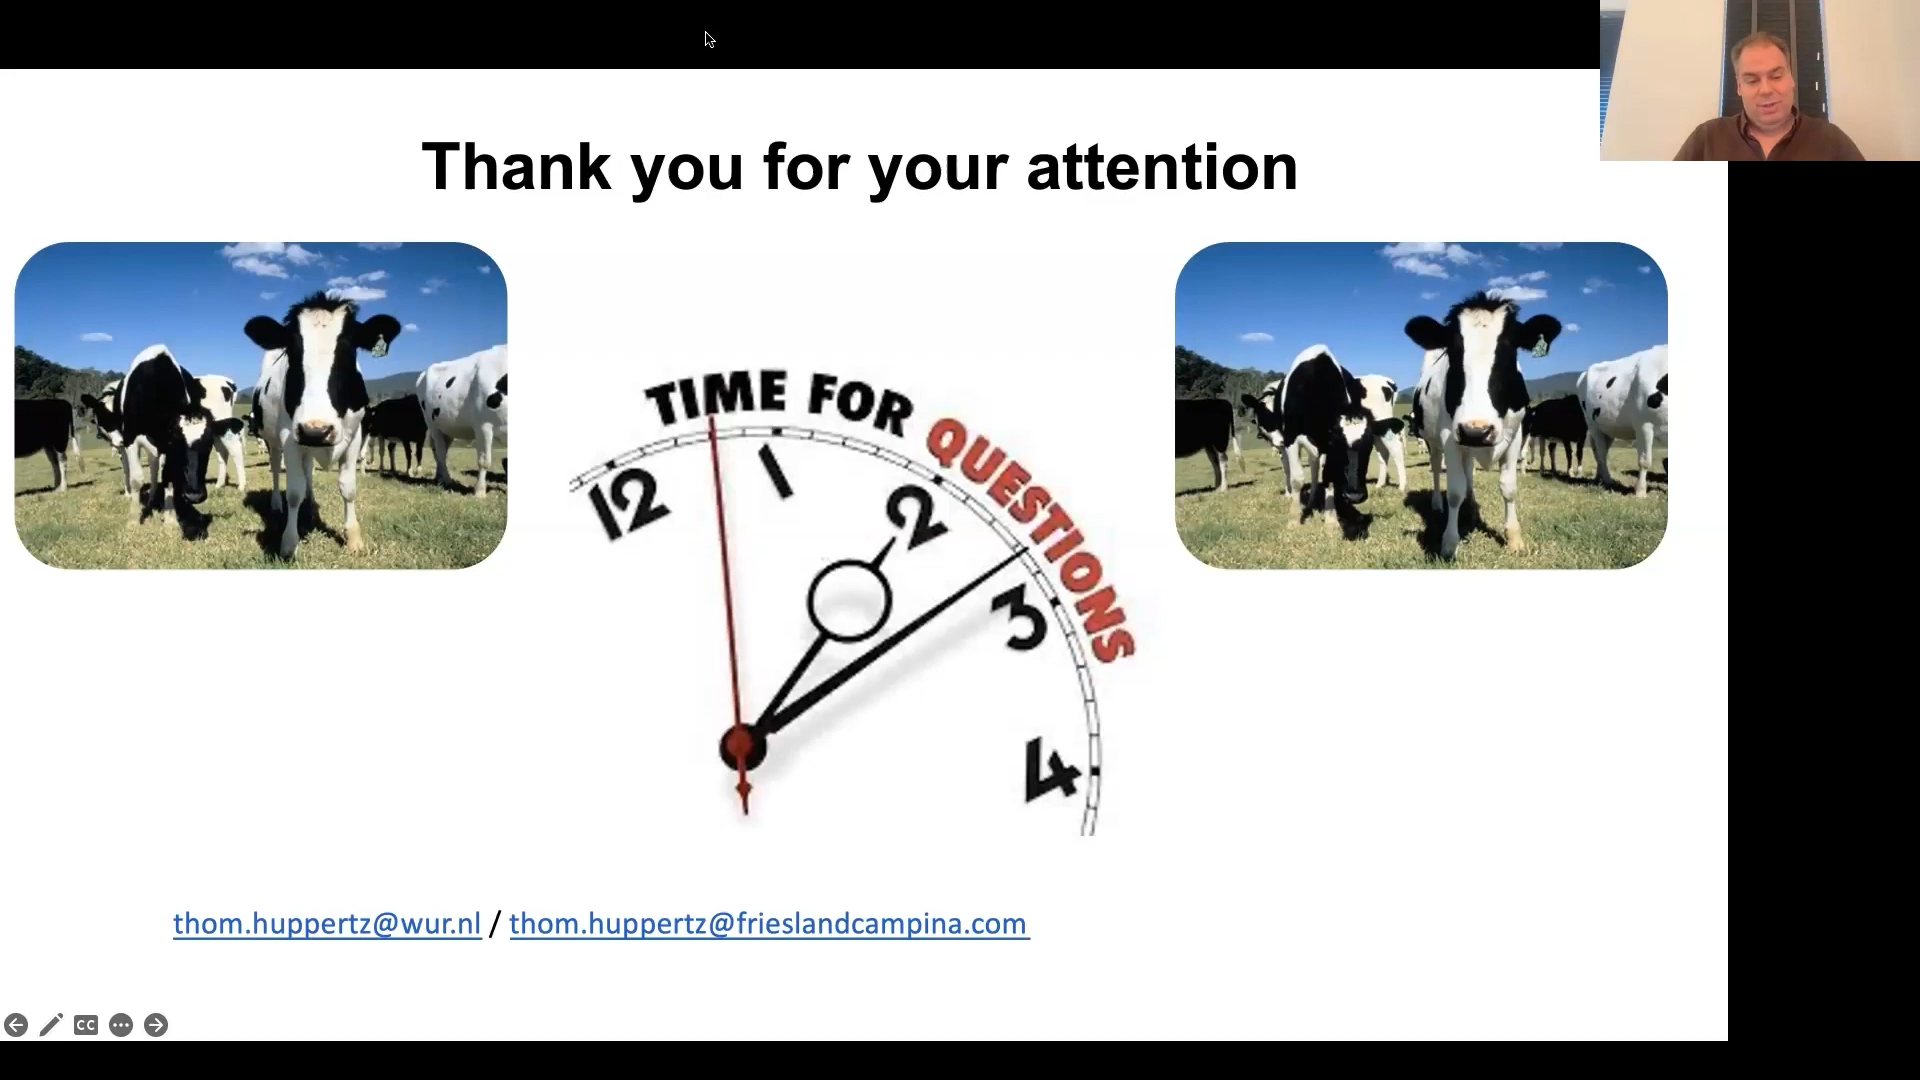 Thank you for your attention
TIME FOR QUESTIONS
12
1
2
3
4
thom.huppertz@wur.nl / thom.huppertz@frieslandcampina.com
CC